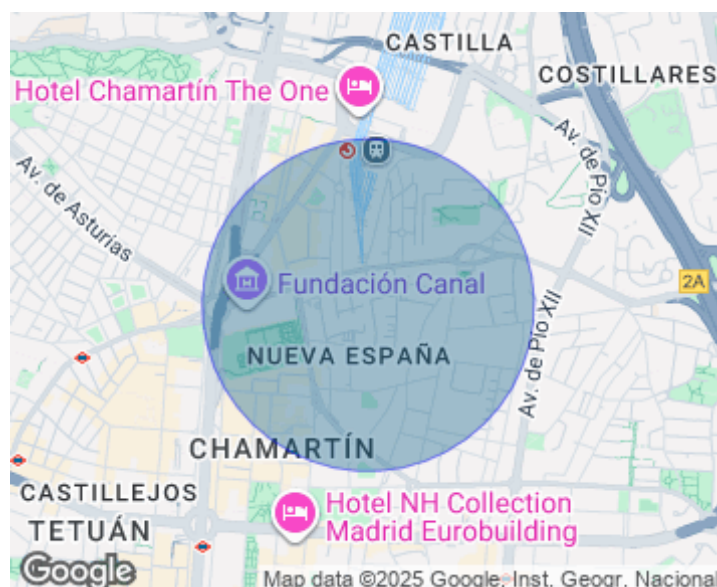 CASTILLA
Hotel Chamartín The One
COSTILLARES
Av. de Pío XII
Av. de Asturias
Fundación Canal
2A
NUEVA ESPAÑA
Av. de Pío XII
CHAMARTÍN
CASTILLEJOS
TETUÁN
Hotel NH Collection
Madrid Eurobuilding
Google
Map data ©2025 Google, Inst. Geogr. Nacional